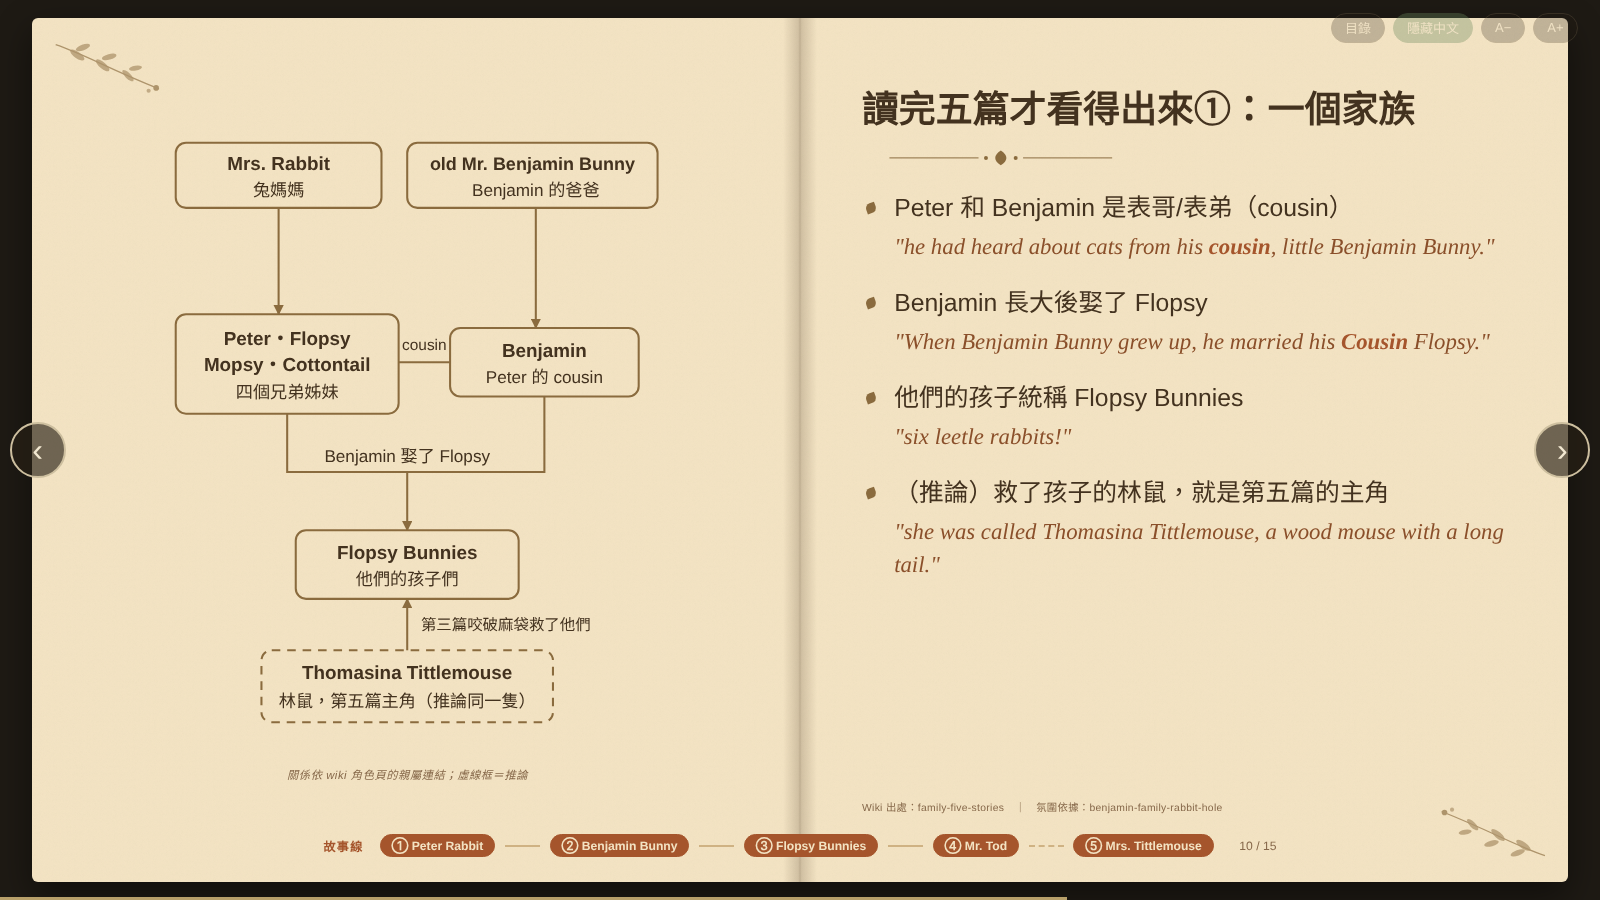 目錄
隱藏中文
A−
A+
Mrs. Rabbit
兔媽媽
old Mr. Benjamin Bunny
Benjamin 的爸爸
Peter・Flopsy
Mopsy・Cottontail
四個兄弟姊妹
cousin
Benjamin
Peter 的 cousin
Benjamin 娶了 Flopsy
Flopsy Bunnies
他們的孩子們
第三篇咬破麻袋救了他們
Thomasina Tittlemouse
林鼠，第五篇主角（推論同一隻）
關係依 wiki 角色頁的親屬連結；虛線框＝推論
讀完五篇才看得出來①：一個家族
Peter 和 Benjamin 是表哥/表弟（cousin）
"he had heard about cats from his cousin, little Benjamin Bunny."
Benjamin 長大後娶了 Flopsy
"When Benjamin Bunny grew up, he married his Cousin Flopsy."
他們的孩子統稱 Flopsy Bunnies
"six leetle rabbits!"
（推論）救了孩子的林鼠，就是第五篇的主角
"she was called Thomasina Tittlemouse, a wood mouse with a long
tail."
Wiki 出處：family-five-stories ｜ 氛圍依據：benjamin-family-rabbit-hole
故事線 ① Peter Rabbit ② Benjamin Bunny ③ Flopsy Bunnies ④ Mr. Tod ⑤ Mrs. Tittlemouse 10 / 15